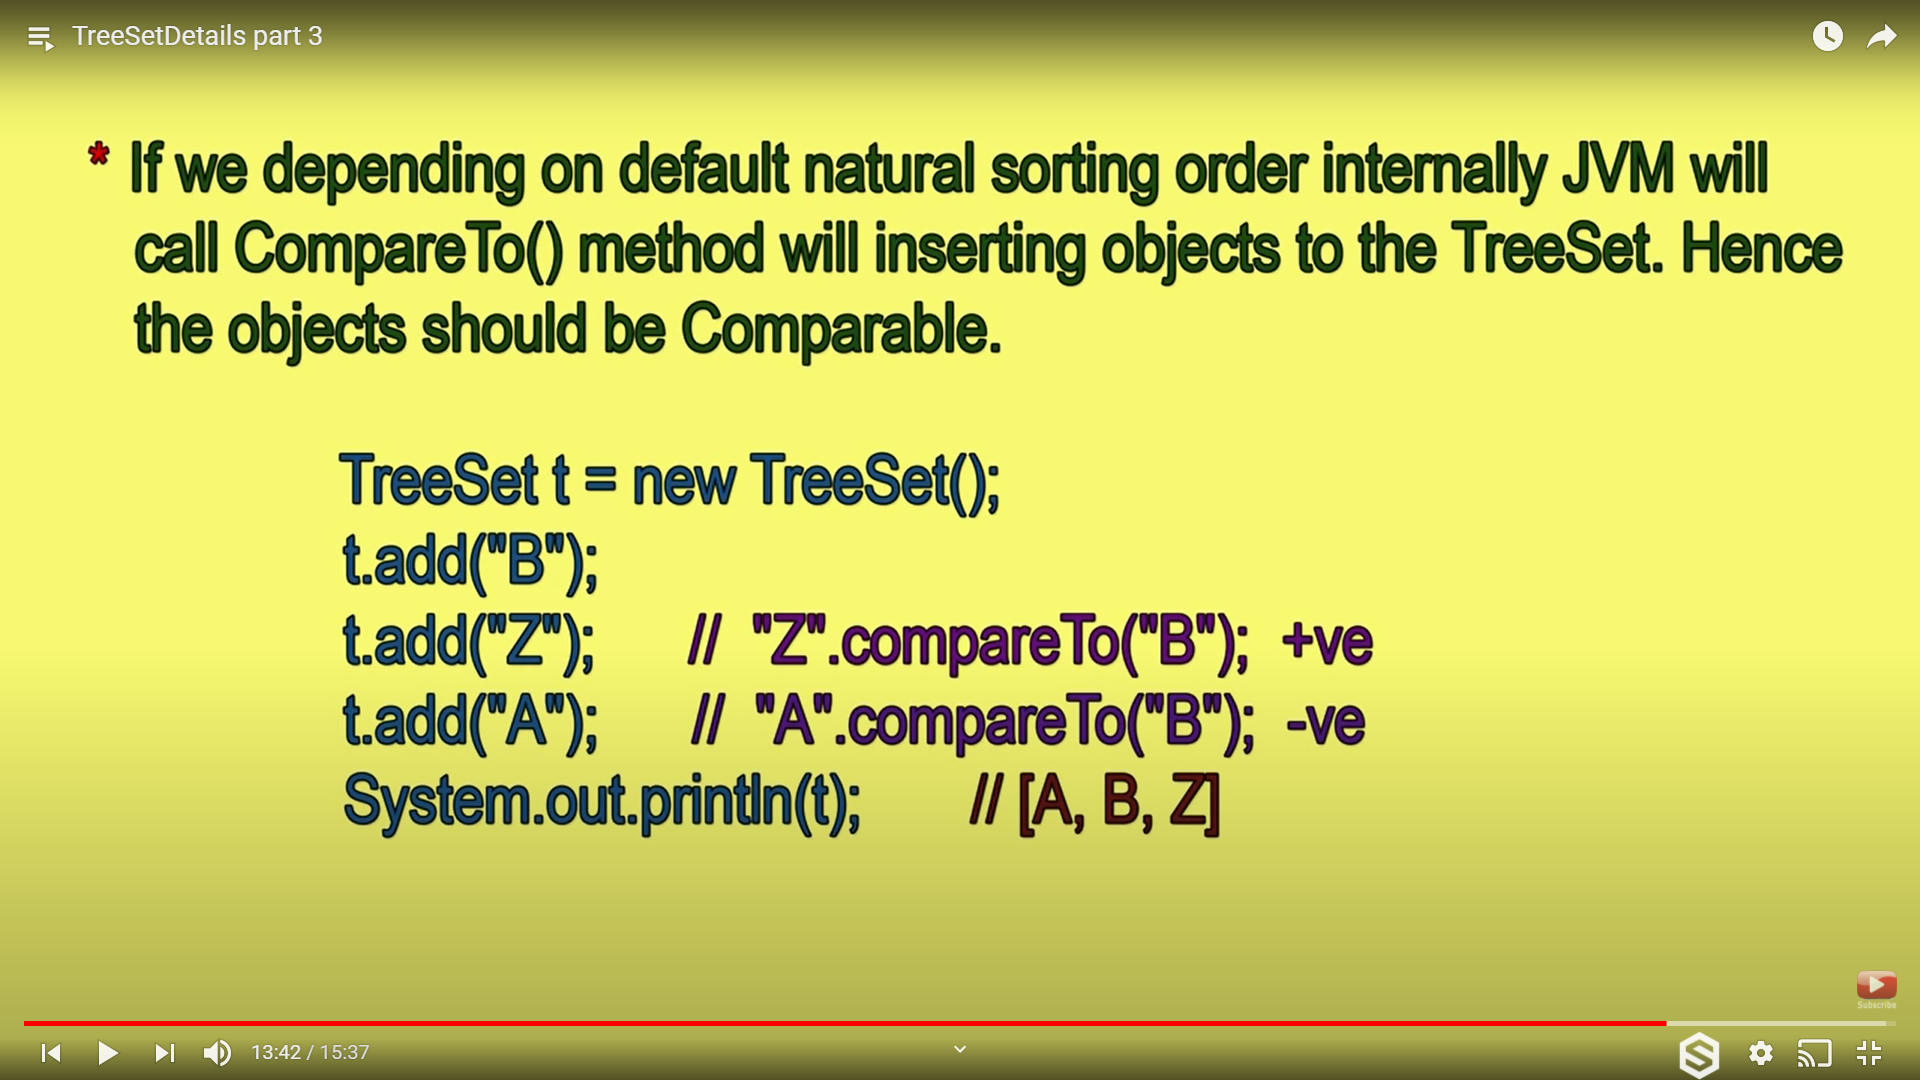 TreeSetDetails part 3
* If we depending on default natural sorting order internally JVM will
call CompareTo() method will inserting objects to the TreeSet. Hence
the objects should be Comparable.
TreeSet t = new TreeSet();
t.add("B");
t.add("Z"); // "Z".compareTo("B"); +ve
t.add("A"); // "A".compareTo("B"); -ve
System.out.println(t); // [A, B, Z]
Subscribe
13:42 / 15:37